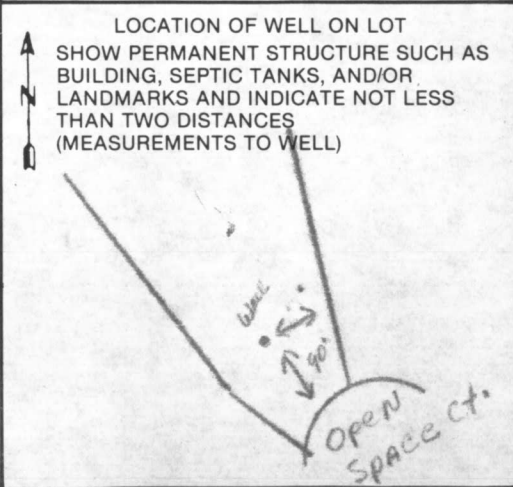 LOCATION OF WELL ON LOT
SHOW PERMANENT STRUCTURE SUCH AS
BUILDING, SEPTIC TANKS, AND/OR
N LANDMARKS AND INDICATE NOT LESS
THAN TWO DISTANCES
(MEASUREMENTS TO WELL)
Well
90'
OPEN
SPACE Ct.